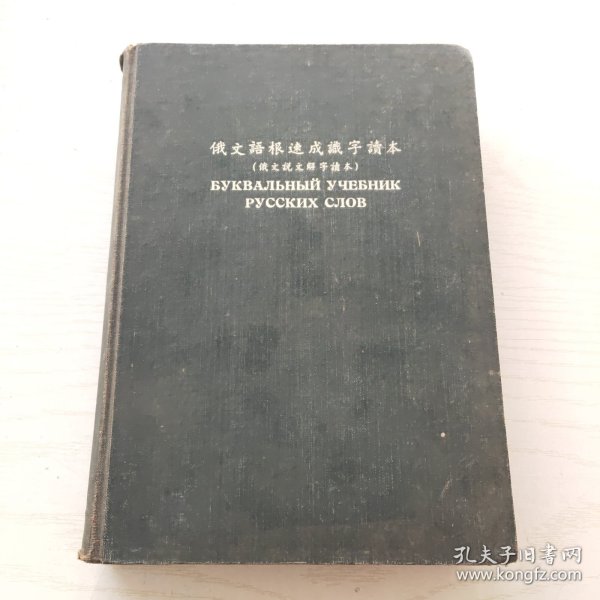 俄文語根速成識字讀本
(俄文説文解字讀本)
БУКВАЛЬНЫЙ УЧЕБНИК
РУССКИХ СЛОВ
孔夫子旧书网
www.kongfz.com